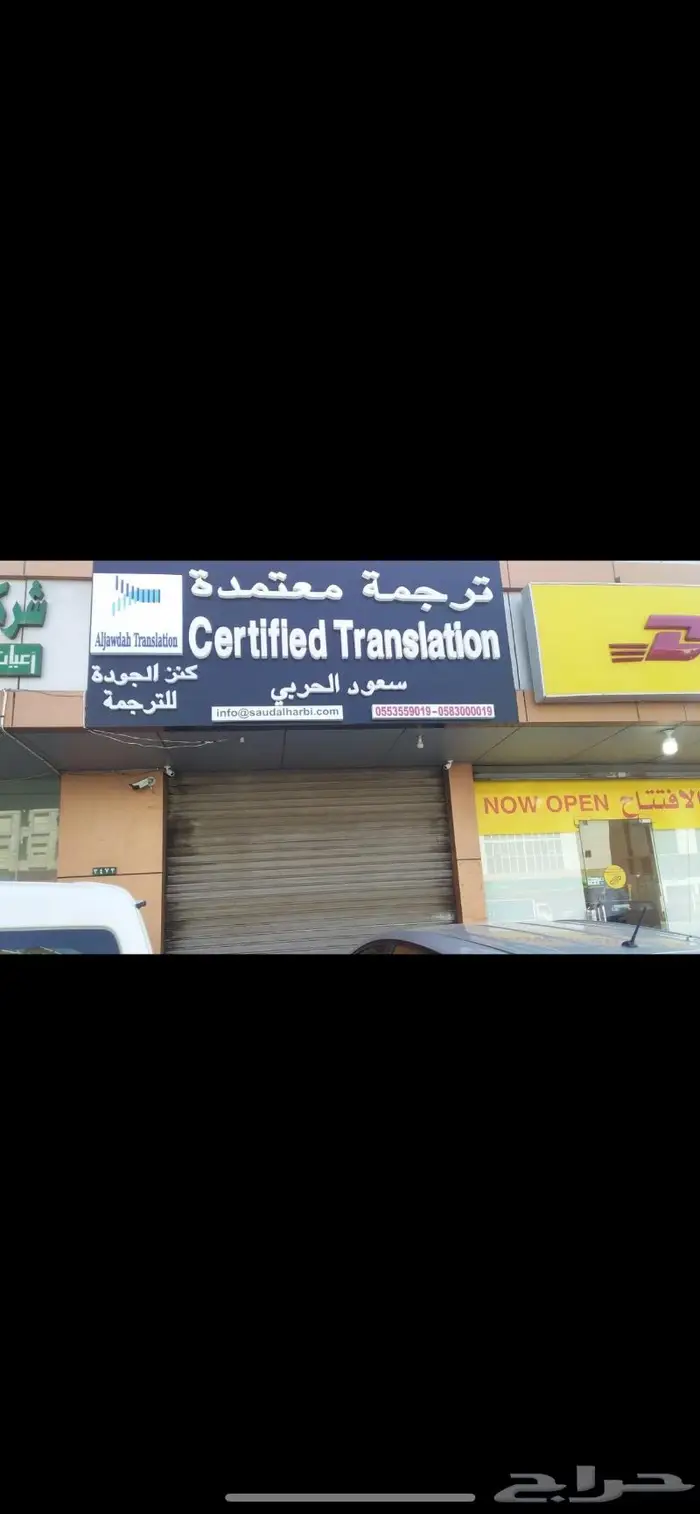 ترجمة معتمدة
Certified Translation
Aljawdah Translation
كنز الجودة
للترجمة
سعود الحربي
info@saudalharbi.com
0553559019-0583000019
NOW OPEN
٢٤٧٢
حراج